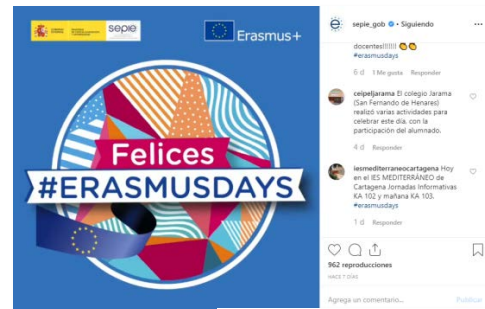 sepie
Erasmus+
Felices
#ERASMUSDAYS
sepie_gob • Siguiendo
docentes!!!!!!! 👏👏
#erasmusdays
6 d 1 Me gusta Responder
ceipeljarama El colegio Jarama
(San Fernando de Henares)
realizó varias actividades para
celebrar este día, con la
participación del alumnado.
4 d Responder
iesmediterraneocartagena Hoy
en el IES MEDITERRÁNEO de
Cartagena Jornadas Informativas
KA 102 y mañana KA 103.
#erasmusdays
1 d Responder
962 reproducciones
HACE 7 DÍAS
Agrega un comentario... Publicar